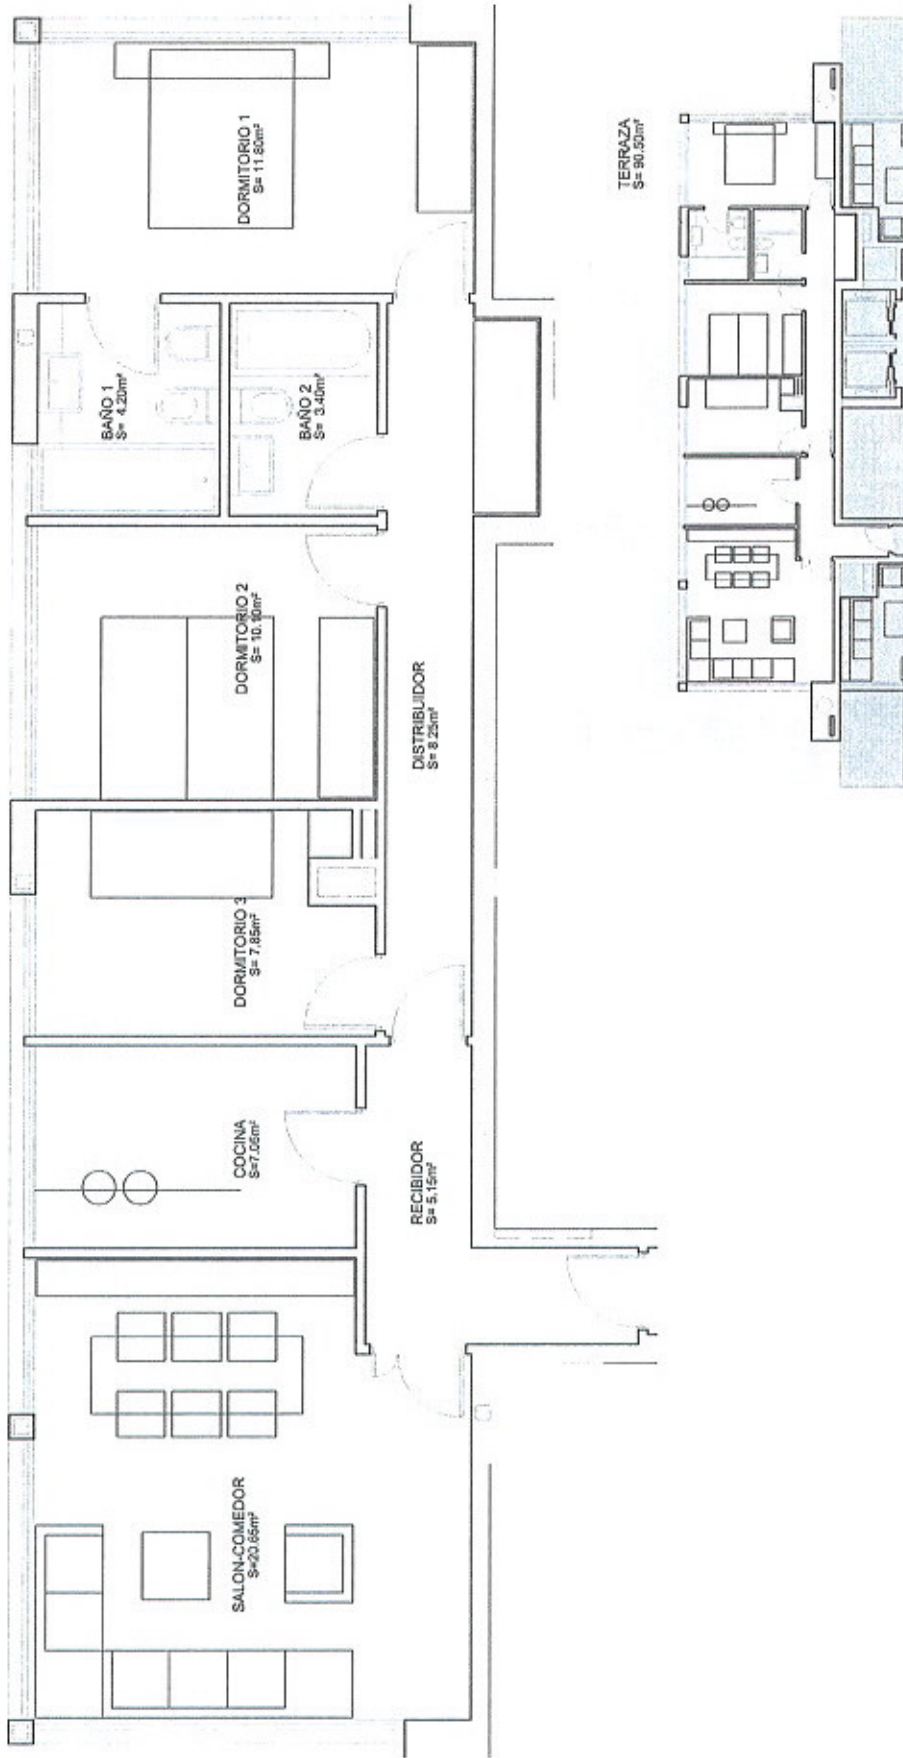 SALON-COMEDOR
S=20.65m²
COCINA
S=7.05m²
RECIBIDOR
S= 5.15m²
DORMITORIO 3
S= 7.85m²
DISTRIBUIDOR
S= 8.25m²
DORMITORIO 2
S= 10.10m²
BAÑO 1
S= 4.20m²
BAÑO 2
S= 3.40m²
DORMITORIO 1
S= 11.80m²
TERRAZA
S= 90.50m²